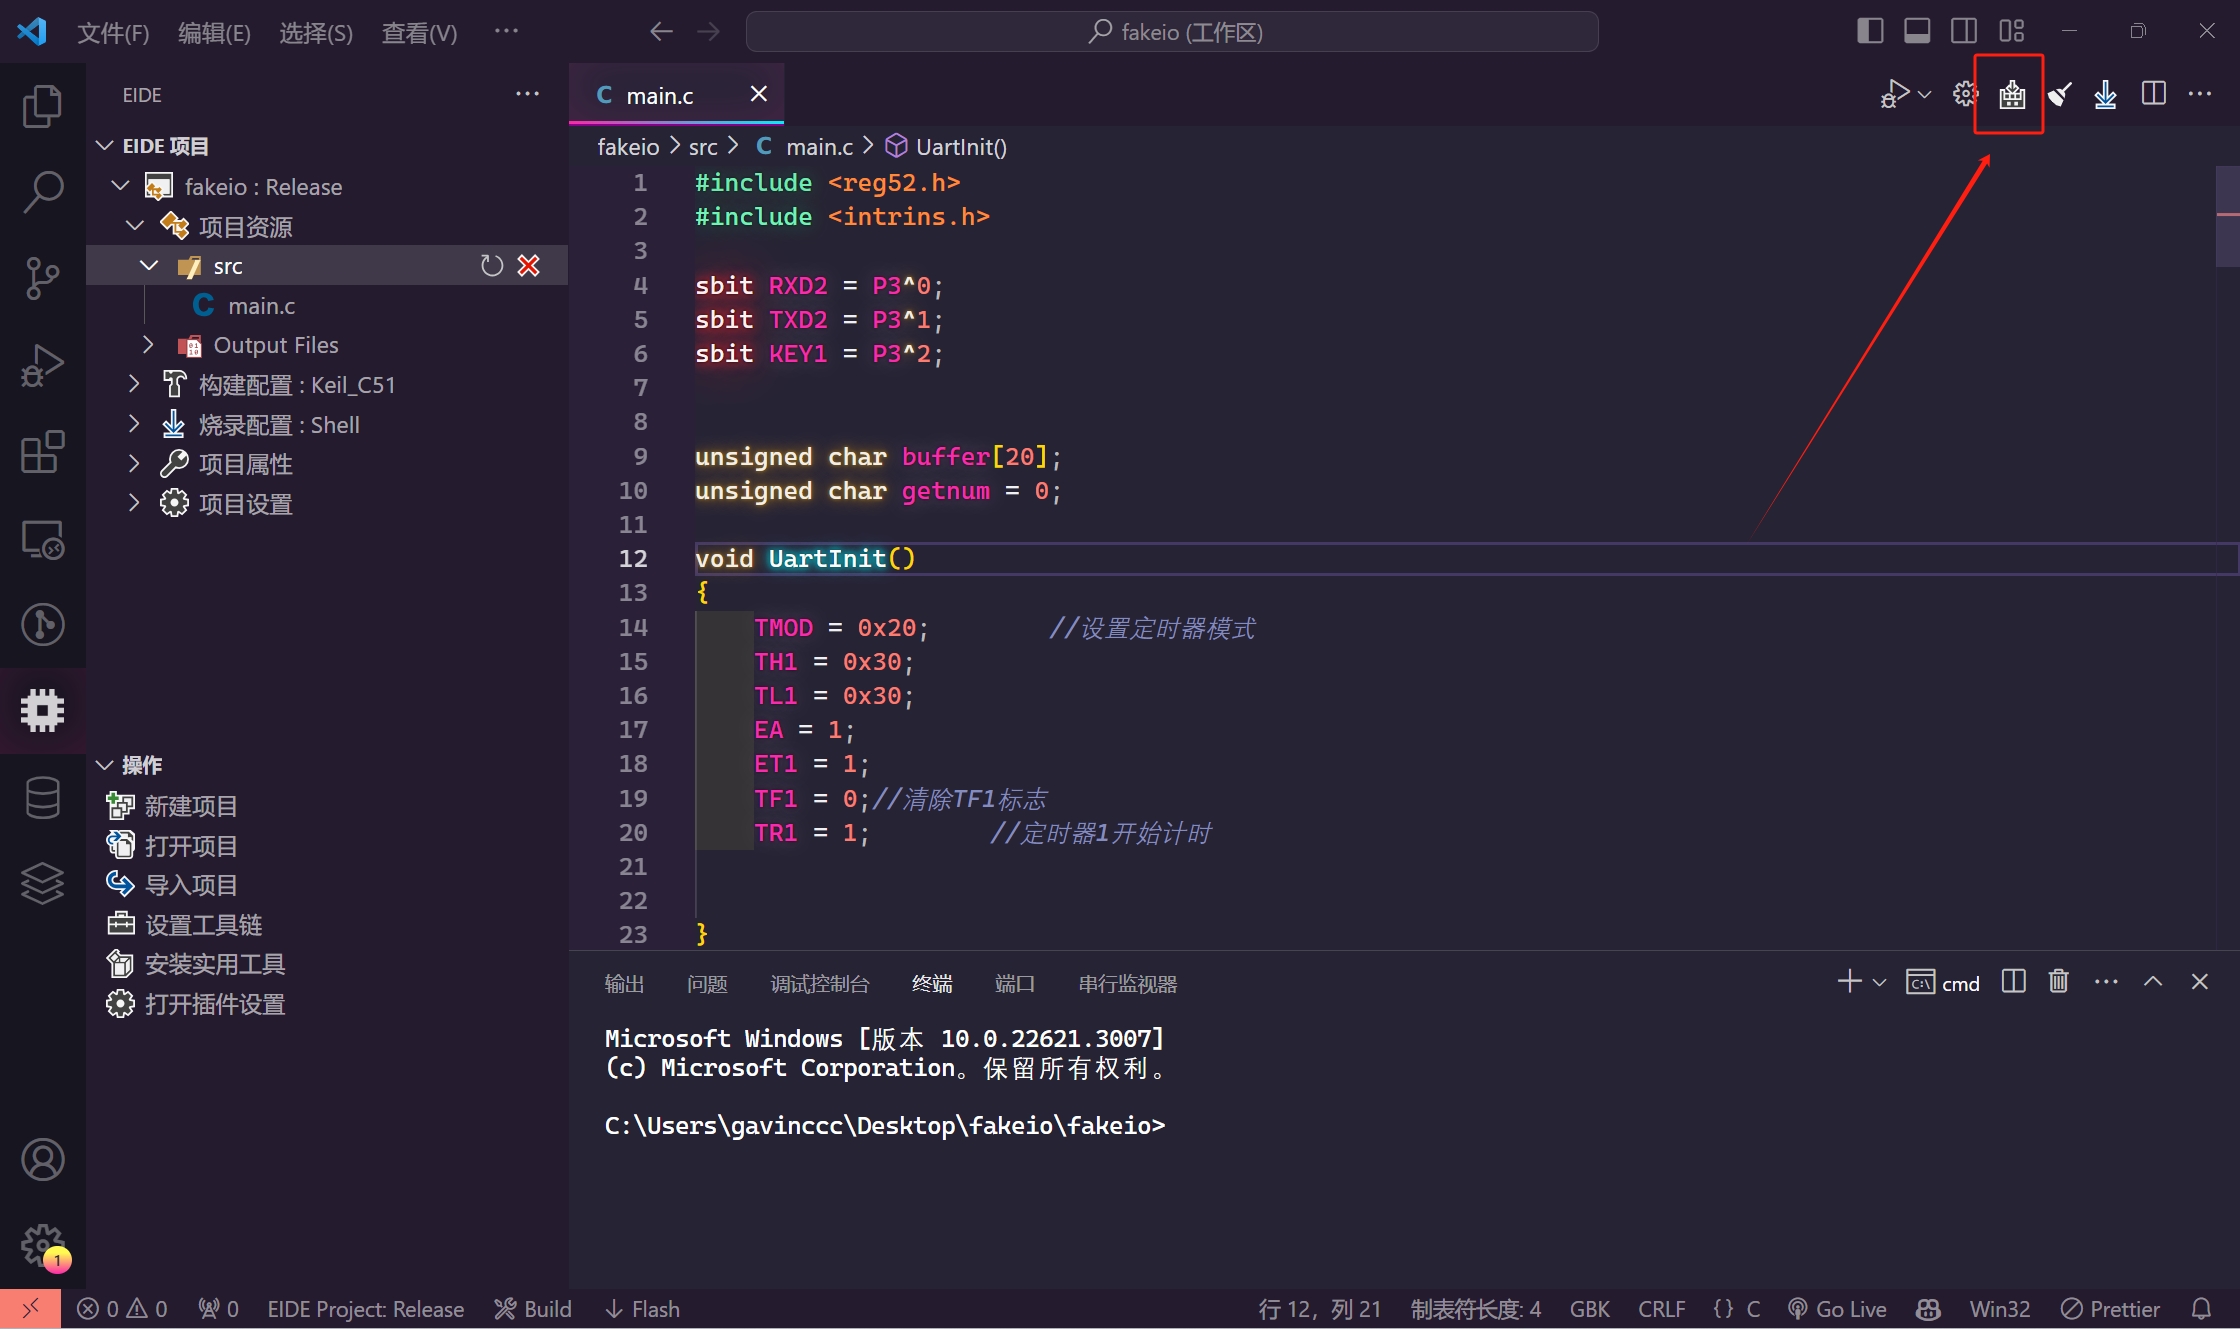 文件(F) 编辑(E) 选择(S) 查看(V) ···
fakeio (工作区)
EIDE
EIDE 项目
fakeio : Release
项目资源
src
main.c
Output Files
构建配置 : Keil_C51
烧录配置 : Shell
项目属性
项目设置
操作
新建项目
打开项目
导入项目
设置工具链
安装实用工具
打开插件设置
1
main.c
fakeio > src > C main.c > UartInit()
1 #include <reg52.h>
2 #include <intrins.h>
3
4 sbit RXD2 = P3^0;
5 sbit TXD2 = P3^1;
6 sbit KEY1 = P3^2;
7
8
9 unsigned char buffer[20];
10 unsigned char getnum = 0;
11
12 void UartInit()
13 {
14 TMOD = 0x20; //设置定时器模式
15 TH1 = 0x30;
16 TL1 = 0x30;
17 EA = 1;
18 ET1 = 1;
19 TF1 = 0;//清除TF1标志
20 TR1 = 1; //定时器1开始计时
21
22
23 }
输出 问题 调试控制台 终端 端口 串行监视器
cmd
Microsoft Windows [版本 10.0.22621.3007]
(c) Microsoft Corporation。保留所有权利。
C:\Users\gavinccc\Desktop\fakeio\fakeio>
0 0 0 EIDE Project: Release Build Flash
行 12，列 21 制表符长度: 4 GBK CRLF {} C Go Live Win32 Prettier